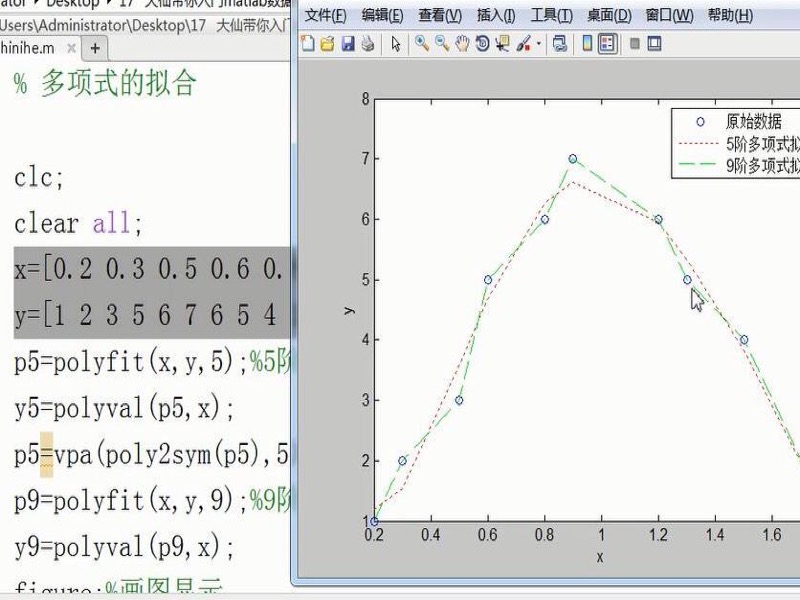 Desktop ▸ 17 大仙带你入门matlab数据
Users\Administrator\Desktop\17 大仙带你入门
hinihe.m × +
% 多项式的拟合
clc;
clear all;
x=[0.2 0.3 0.5 0.6 0.
y=[1 2 3 5 6 7 6 5 4
p5=polyfit(x,y,5);%5阶
y5=polyval(p5,x);
p5=vpa(poly2sym(p5),5
p9=polyfit(x,y,9);%9阶
y9=polyval(p9,x);
figure;%画图显示
文件(F) 编辑(E) 查看(V) 插入(I) 工具(T) 桌面(D) 窗口(W) 帮助(H)
原始数据
5阶多项式拟
9阶多项式拟
8
7
6
5
4
3
2
1
y
0.2 0.4 0.6 0.8 1 1.2 1.4 1.6
x